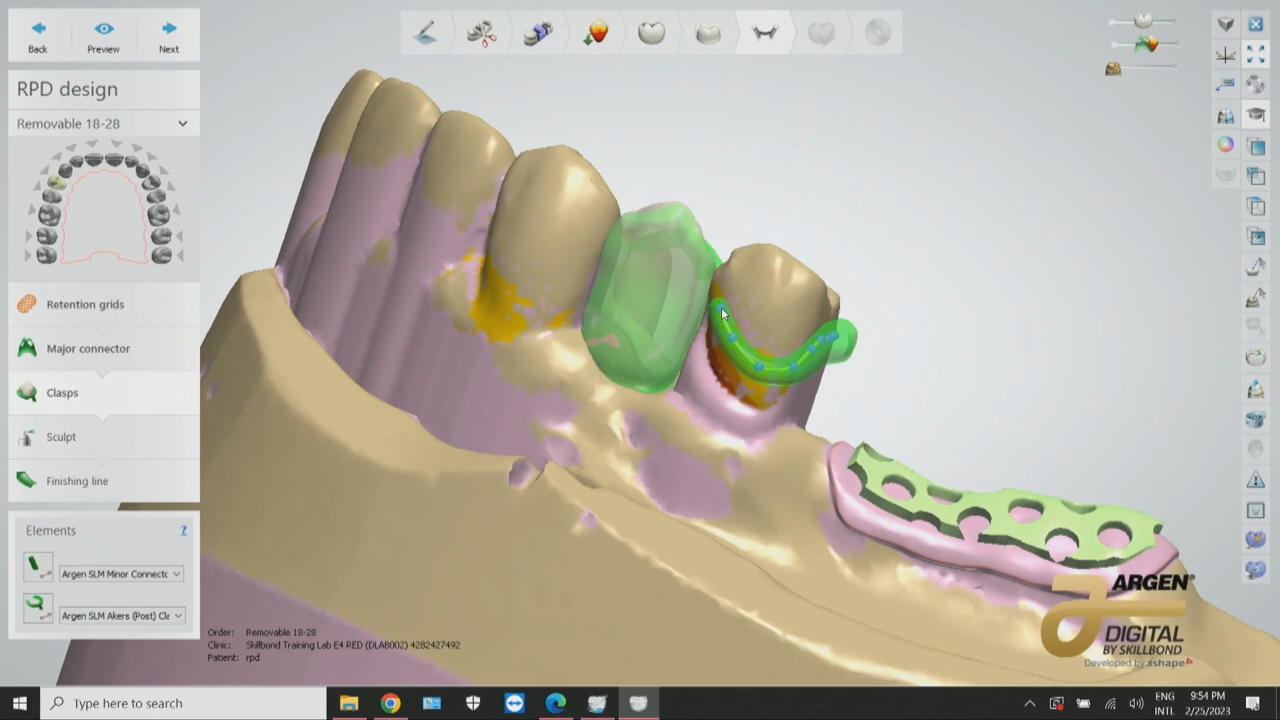 Back
Preview
Next
RPD design
Removable 18-28
Retention grids
Major connector
Clasps
Sculpt
Finishing line
Elements
?
Argen SLM Minor Connectc
Argen SLM Akers (Post) Cla
Order: Removable 18-28
Clinic: Skillbond Training Lab E4 RED (DLAB002) 4282427492
Patient: rpd
ARGEN®
DIGITAL
BY SKILLBOND
Developed by 3shape
Type here to search
ENG
INTL
9:54 PM
2/25/2023